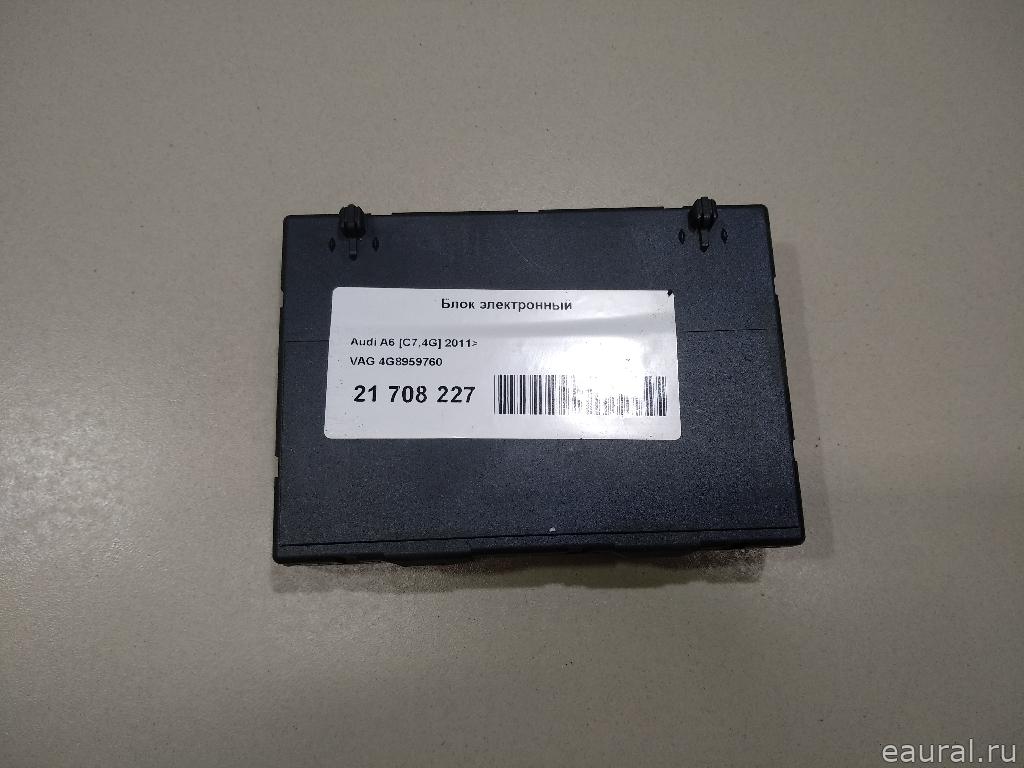 Блок электронный
Audi A6 [C7,4G] 2011>
VAG 4G8959760
21 708 227
eaural.ru